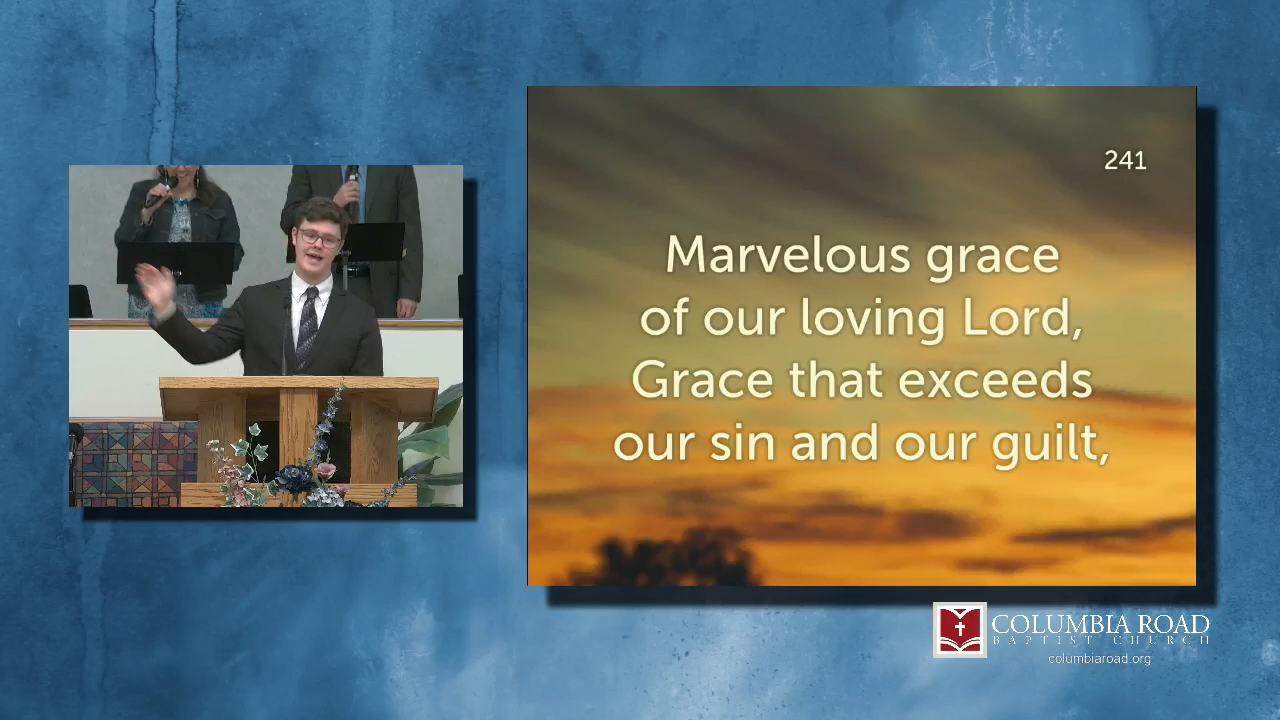 241
Marvelous grace
of our loving Lord,
Grace that exceeds
our sin and our guilt,
COLUMBIA ROAD
BAPTIST CHURCH
columbiaroad.org